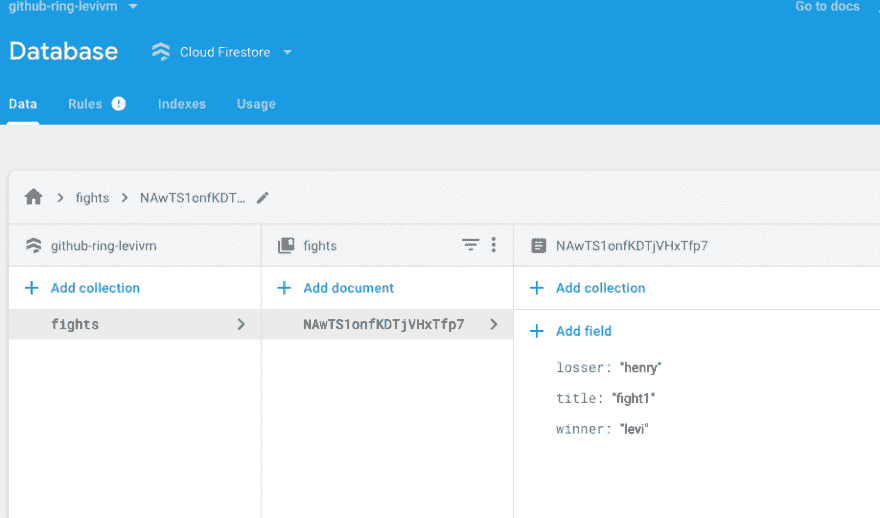 github-ring-levivm
Go to docs
Database
Cloud Firestore
Data Rules ! Indexes Usage
fights NAwTS1onfKDT...
github-ring-levivm
fights
NAwTS1onfKDTjVHxTfp7
+ Add collection
+ Add document
+ Add collection
fights
NAwTS1onfKDTjVHxTfp7
+ Add field
losser: "henry"
title: "fight1"
winner: "levi"